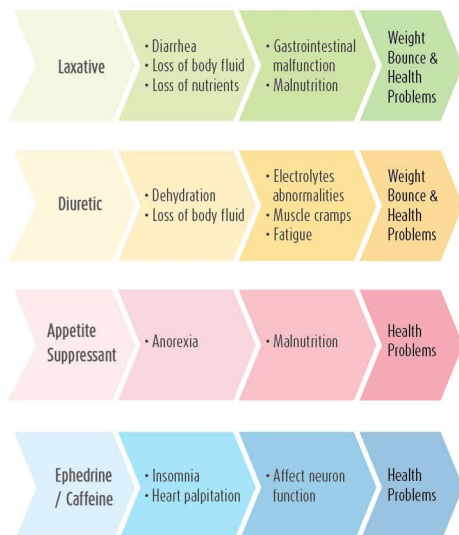 Laxative
• Diarrhea
• Loss of body fluid
• Loss of nutrients
• Gastrointestinal
malfunction
• Malnutrition
Weight
Bounce &
Health
Problems
Diuretic
• Dehydration
• Loss of body fluid
• Electrolytes
abnormalities
• Muscle cramps
• Fatigue
Weight
Bounce &
Health
Problems
Appetite
Suppressant
• Anorexia
• Malnutrition
Health
Problems
Ephedrine
/ Caffeine
• Insomnia
• Heart palpitation
• Affect neuron
function
Health
Problems